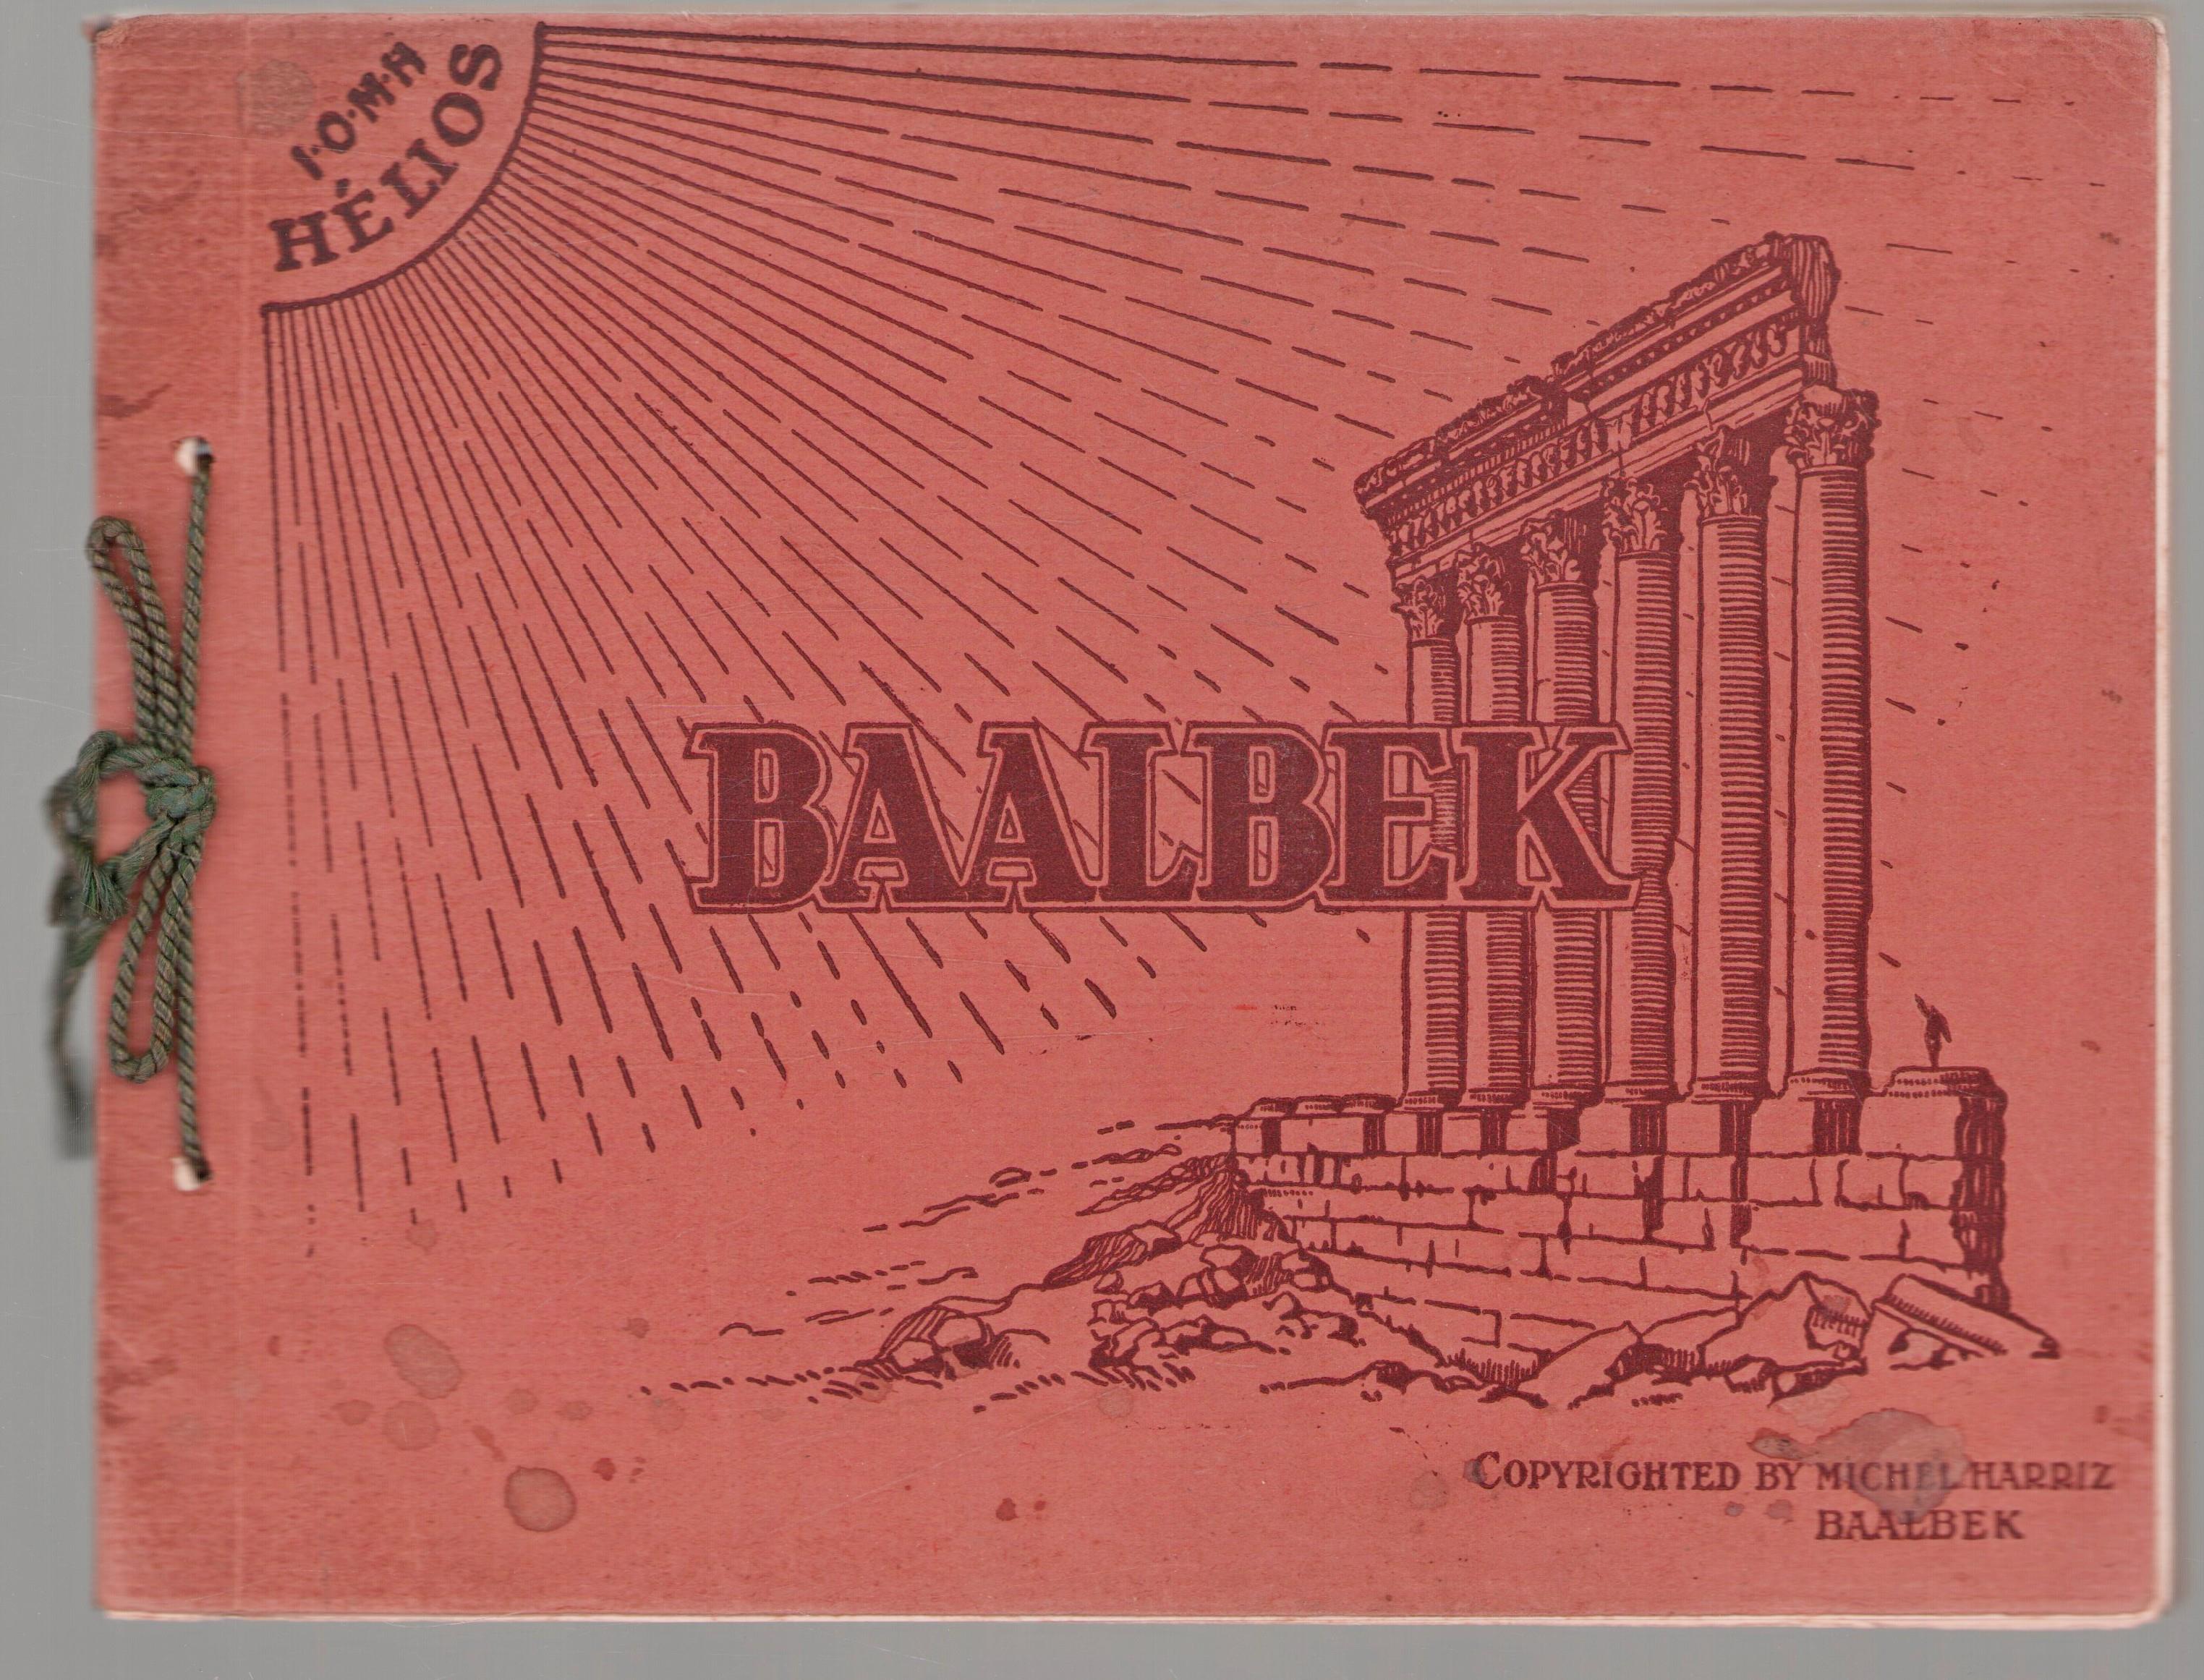 I·O·M·H
HÉLIOS
BAALBEK
COPYRIGHTED BY MICHEL HARRIZ
BAALBEK